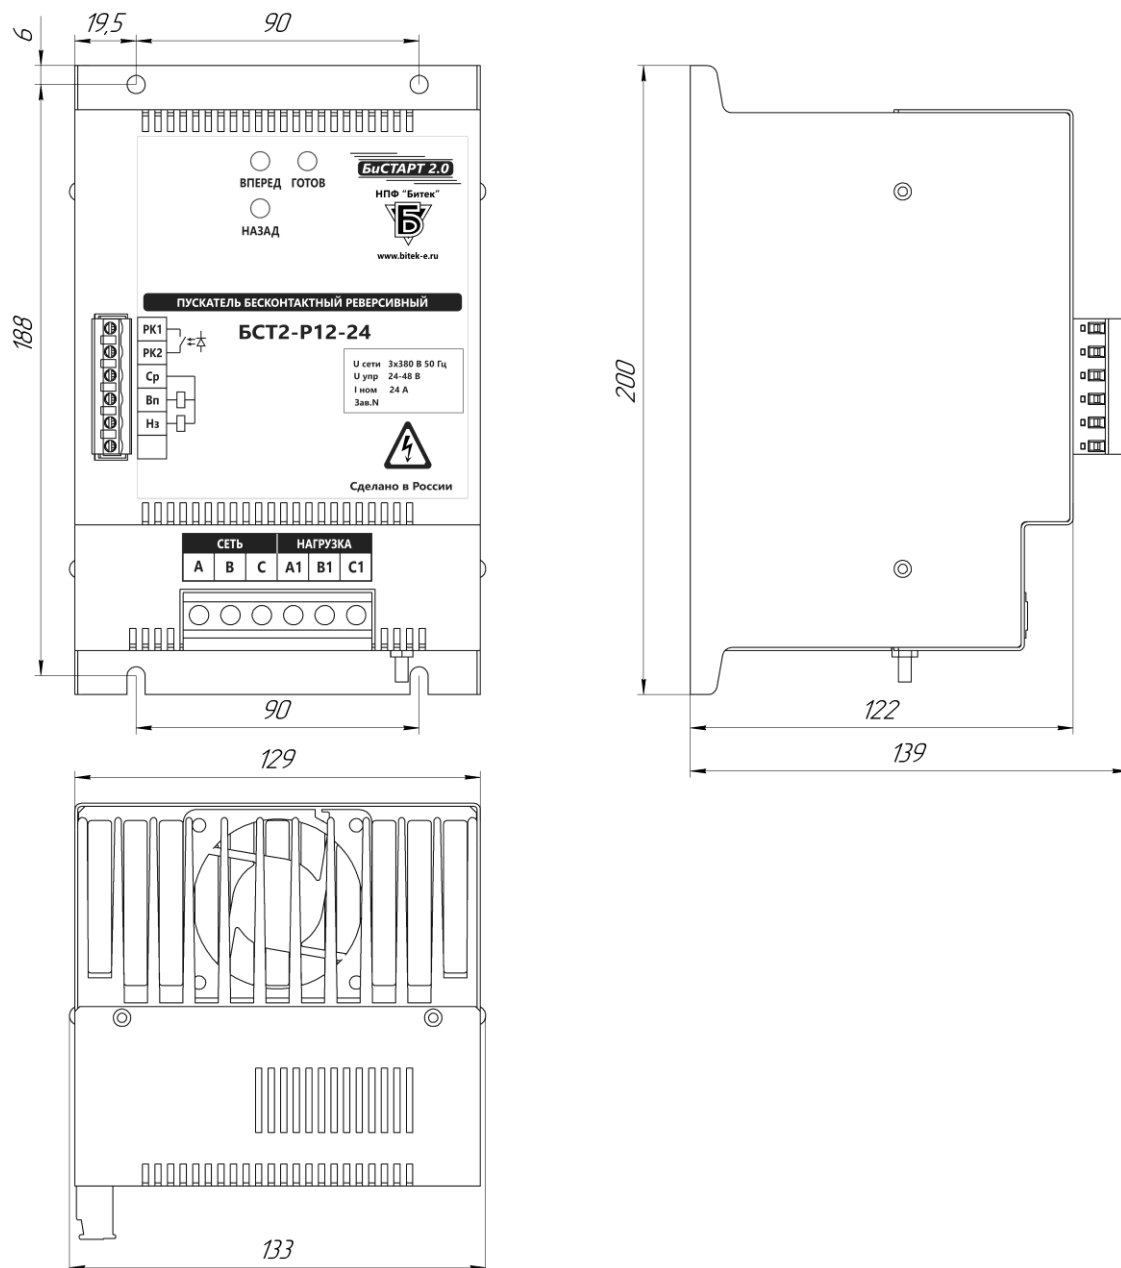 19,5
90
6
БиСТАРТ 2.0
ВПЕРЕД ГОТОВ
НПФ "Битек"
Б
НАЗАД
www.bitek-e.ru
ПУСКАТЕЛЬ БЕСКОНТАКТНЫЙ РЕВЕРСИВНЫЙ
БСТ2-Р12-24
РК1
РК2
Ср
Вп
Нз
U сети 3х380 В 50 Гц
U упр 24-48 В
I ном 24 А
Зав.N
188
200
Сделано в России
СЕТЬ НАГРУЗКА
А В С А1 В1 С1
90
122
139
129
133